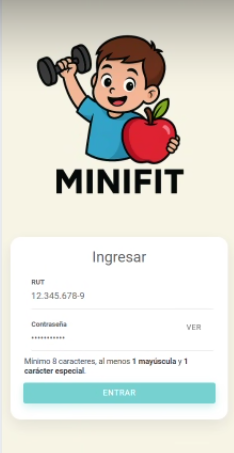 MINIFIT
Ingresar
RUT
12.345.678-9
Contraseña
VER
•••••••••••
Mínimo 8 caracteres, al menos 1 mayúscula y 1
carácter especial.
ENTRAR